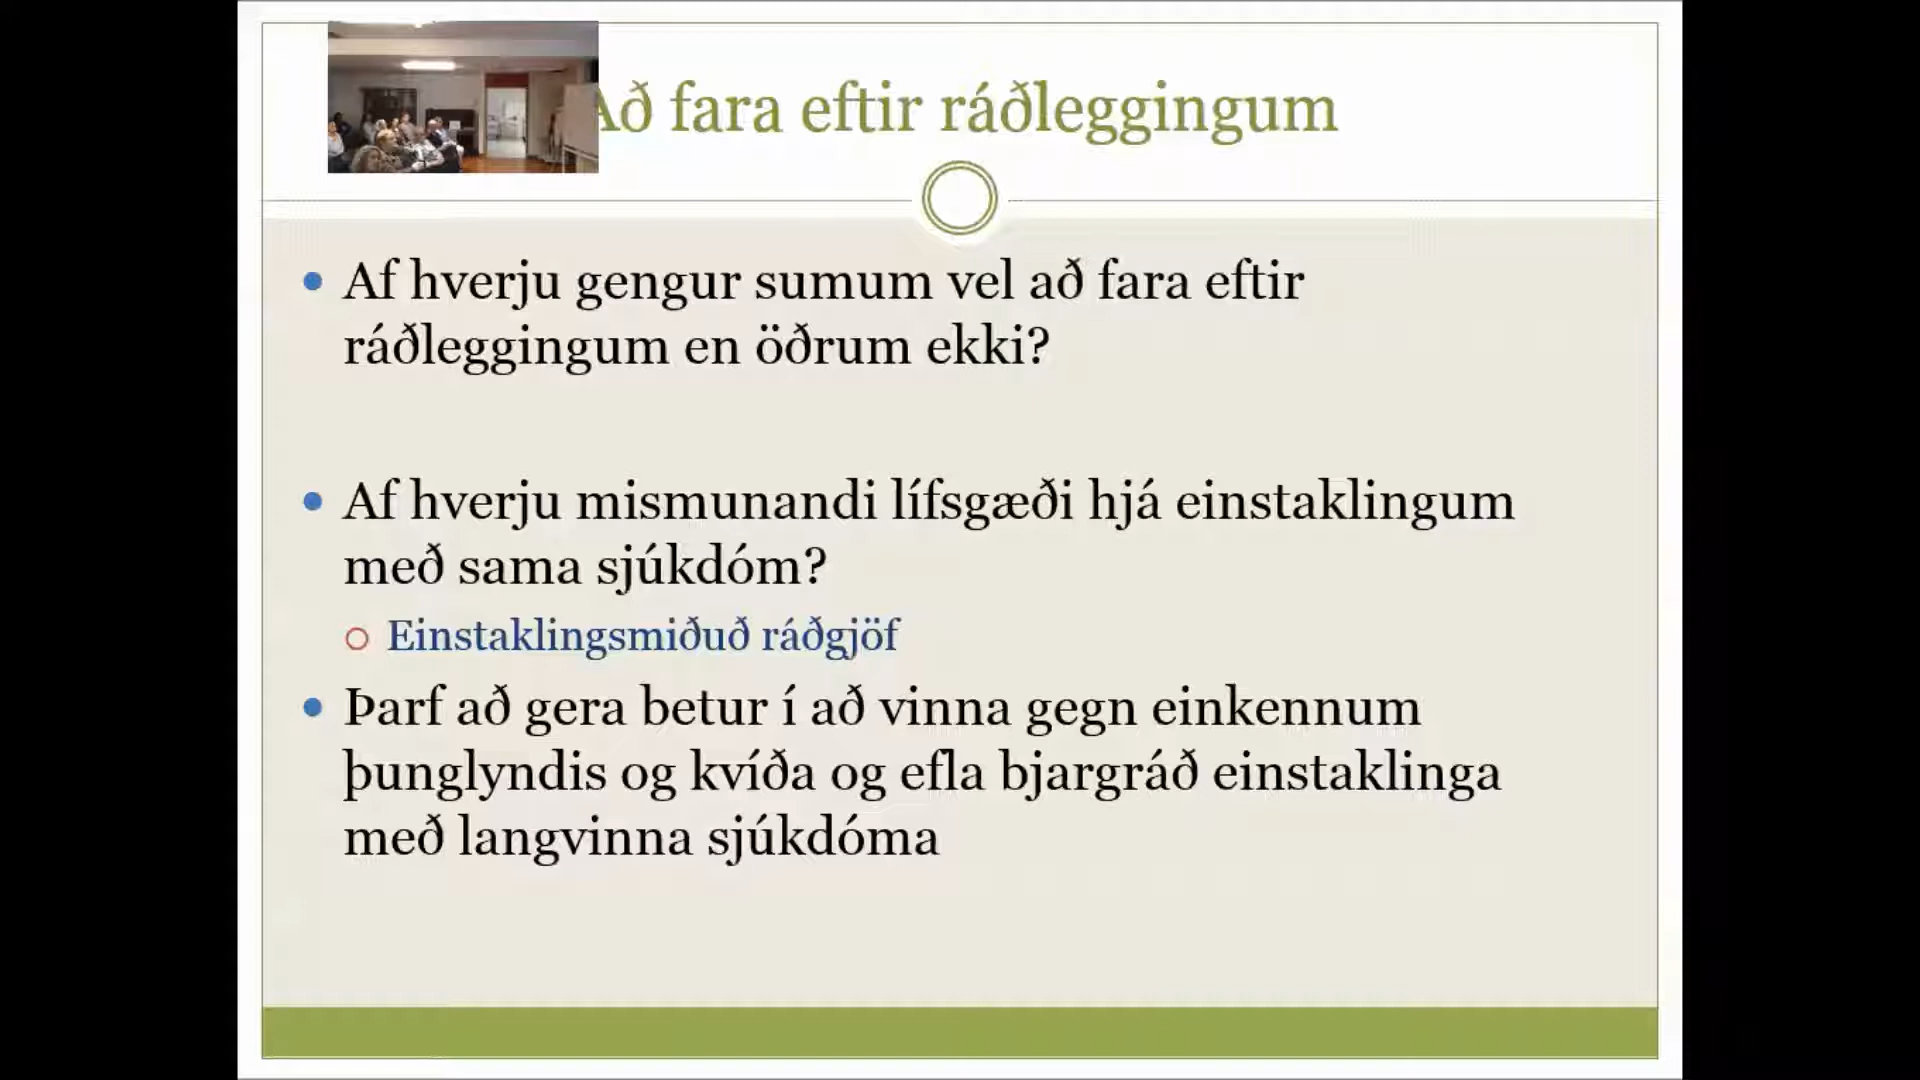 Að fara eftir ráðleggingum
Af hverju gengur sumum vel að fara eftir
ráðleggingum en öðrum ekki?
Af hverju mismunandi lífsgæði hjá einstaklingum
með sama sjúkdóm?
Einstaklingsmiðuð ráðgjöf
Þarf að gera betur í að vinna gegn einkennum
þunglyndis og kvíða og efla bjargráð einstaklinga
með langvinna sjúkdóma